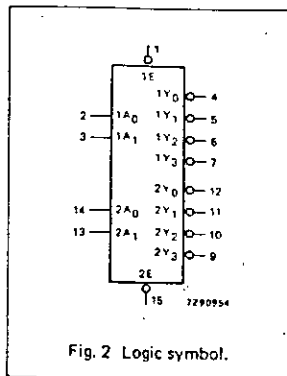 1
1E
1Y0 4
2 1A0 1Y1 5
3 1A1 1Y2 6
1Y3 7
2Y0 12
14 2A0 2Y1 11
13 2A1 2Y2 10
2Y3 9
2E
15 7290954
Fig. 2 Logic symbol.